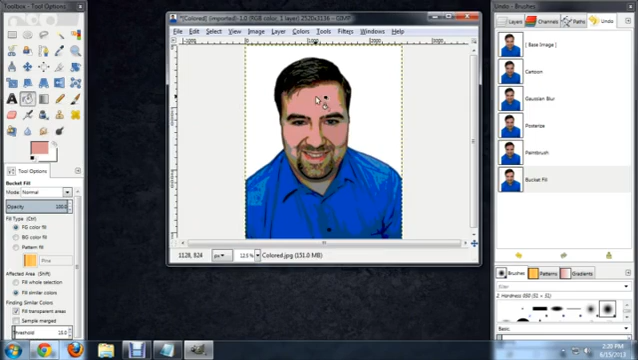 Toolbox - Tool Options
*[Colored] (imported)-1.0 (RGB color, 1 layer) 2520x3136 – GIMP
Undo - Brushes
File Edit Select View Image Layer Colors Tools Filters Windows Help
Layers Channels Paths Undo
[ Base Image ]
Cartoon
Gaussian Blur
Posterize
Paintbrush
Bucket Fill
Tool Options
Bucket Fill
Mode: Normal
Opacity 100.0
Fill Type (Ctrl)
FG color fill
BG color fill
Pattern fill
Pine
Affected Area (Shift)
Fill whole selection
Fill similar colors
Finding Similar Colors
Fill transparent areas
Sample merged
Threshold
1128, 824 px Colored.jpg (151.0 MB)
Brushes Patterns Gradients
2. Hardness 050 (51 × 51)
Basic,
2:20 PM
6/15/2013